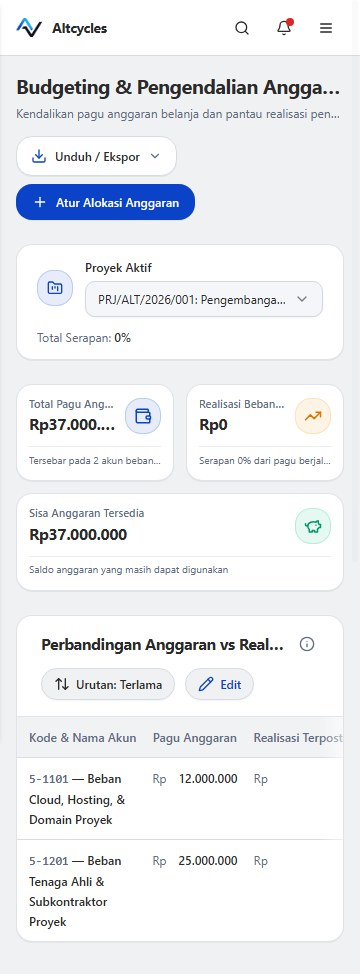 Altcycles
Budgeting & Pengendalian Angga...
Kendalikan pagu anggaran belanja dan pantau realisasi pen...
Unduh / Ekspor
Atur Alokasi Anggaran
Proyek Aktif
PRJ/ALT/2026/001: Pengembanga...
Total Serapan: 0%
Total Pagu Ang...
Rp37.000....
Tersebar pada 2 akun beban...
Realisasi Beban...
Rp0
Serapan 0% dari pagu berjal...
Sisa Anggaran Tersedia
Rp37.000.000
Saldo anggaran yang masih dapat digunakan
Perbandingan Anggaran vs Real...
Urutan: Terlama
Edit
Kode & Nama Akun Pagu Anggaran Realisasi Terpost
5-1101 — Beban Rp 12.000.000 Rp
Cloud, Hosting, &
Domain Proyek
5-1201 — Beban Rp 25.000.000 Rp
Tenaga Ahli &
Subkontraktor
Proyek